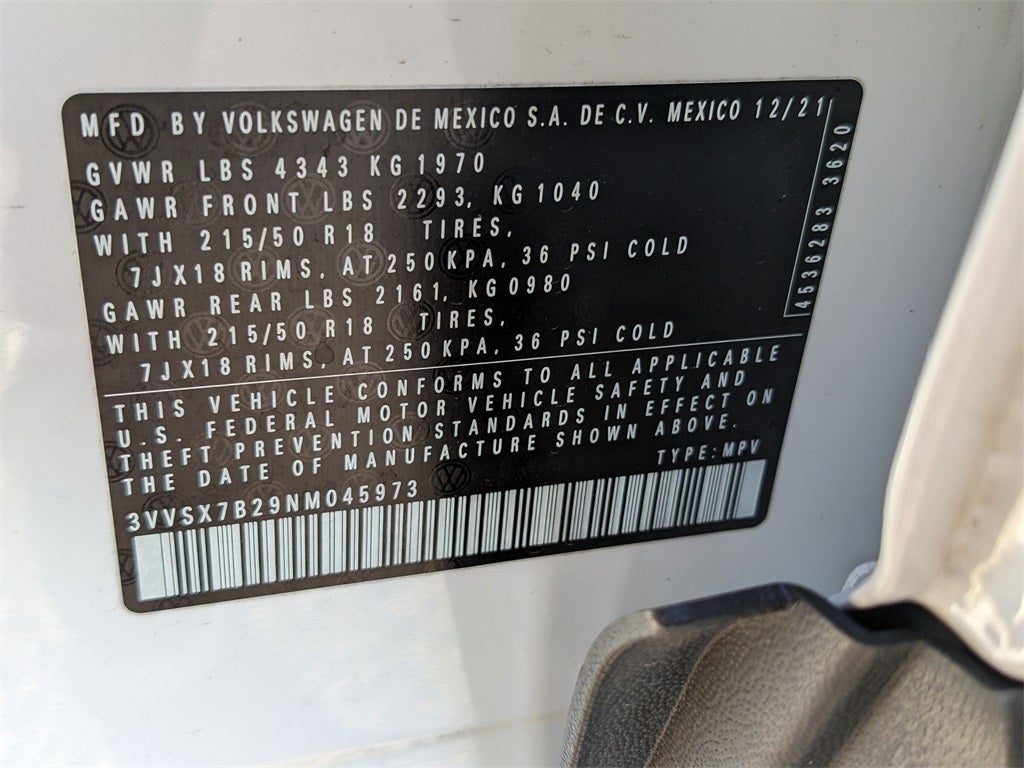 MFD BY VOLKSWAGEN DE MEXICO S.A. DE C.V. MEXICO 12/21
GVWR LBS 4343 KG 1970
GAWR FRONT LBS 2293, KG 1040
WITH 215/50 R18 TIRES,
7JX18 RIMS, AT 250 KPA, 36 PSI COLD
GAWR REAR LBS 2161, KG 0980
WITH 215/50 R18 TIRES,
7JX18 RIMS, AT 250 KPA, 36 PSI COLD
4536283 3620
THIS VEHICLE CONFORMS TO ALL APPLICABLE
U.S. FEDERAL MOTOR VEHICLE SAFETY AND
THEFT PREVENTION STANDARDS IN EFFECT ON
THE DATE OF MANUFACTURE SHOWN ABOVE.
TYPE: MPV
3VVSX7B29NM045973